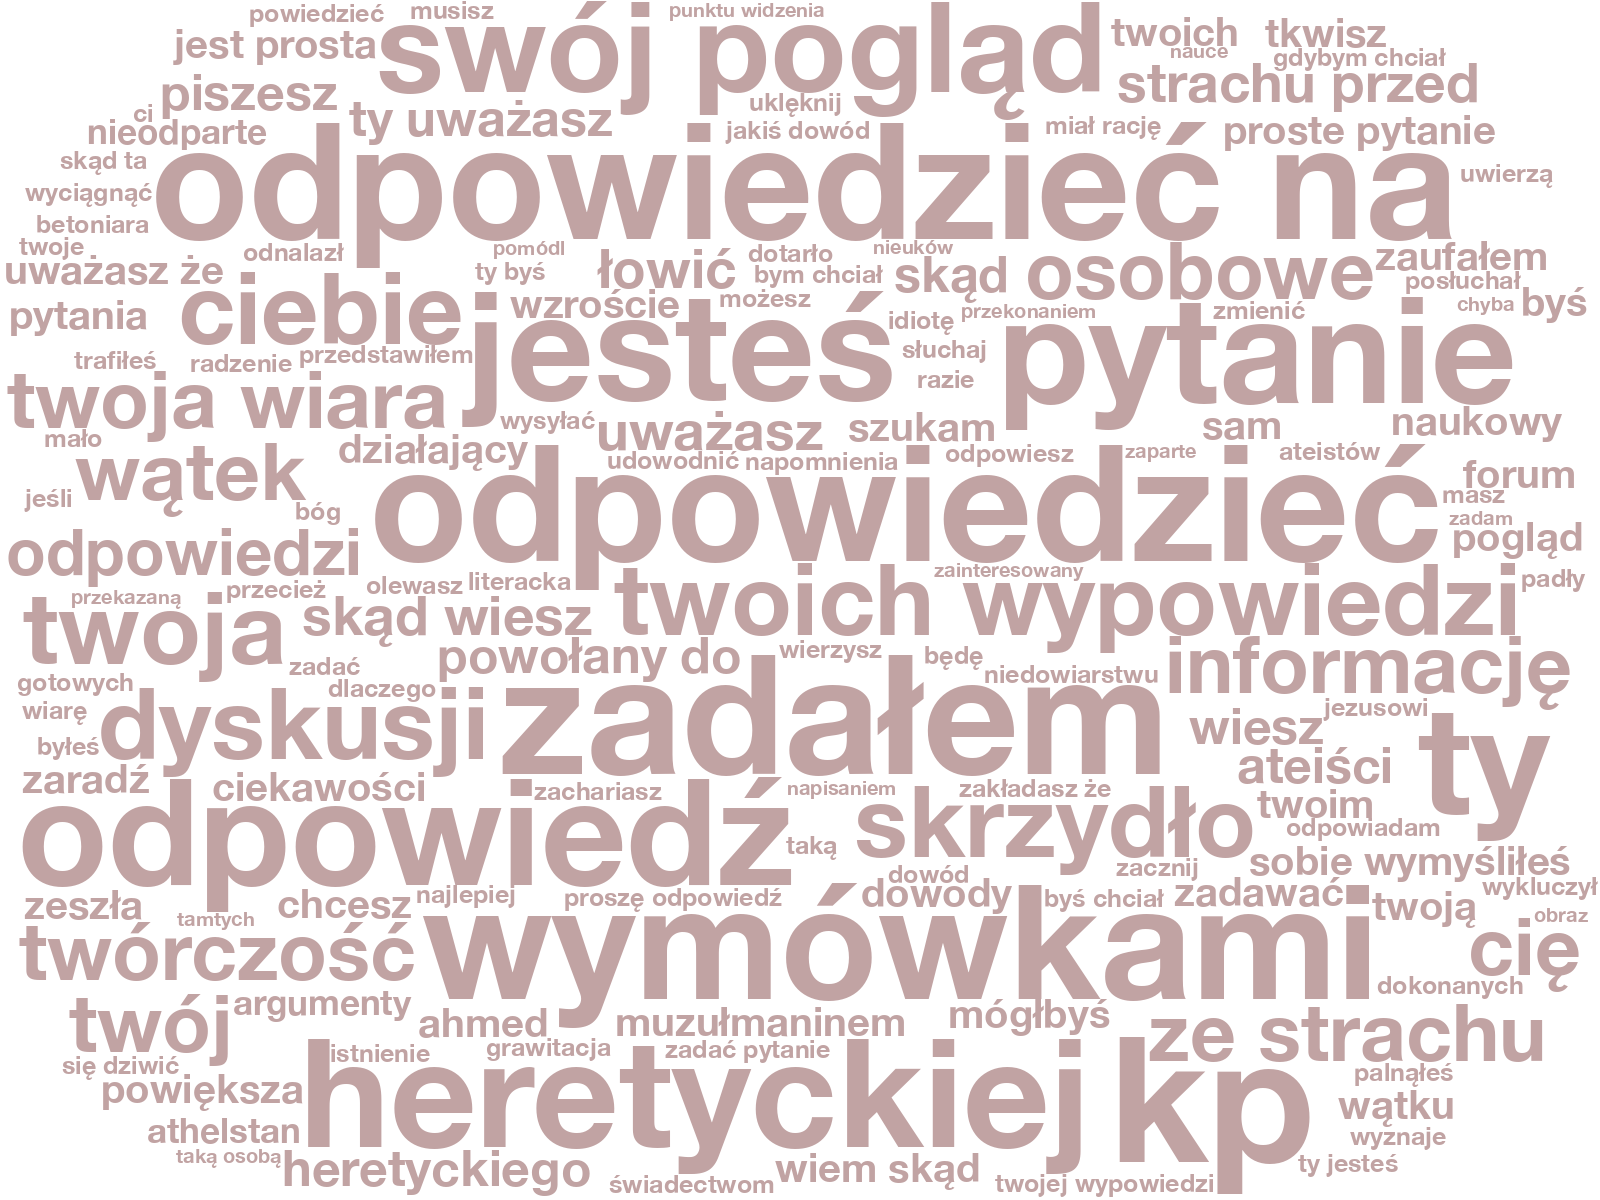 powiedzieć
musisz
swój pogląd
punktu widzenia
twoich
tkwisz
jest prosta
nauce
gdybym chciał
piszesz
uklęknij
strachu przed
ci
nieodparte
ty uważasz
jakiś dowód
miał rację
proste pytanie
skąd ta
odpowiedzieć na
uwierzą
wyciągnąć
betoniara
twoje
odnalazł
pomódl
dotarło
nieuków
zaufałem
uważasz że
ciebie
ty byś
łowić
bym chciał
skąd
osobowe
posłuchał
pytania
wzroście
możesz
idiotę
przekonaniem
zmienić
chyba
byś
trafiłeś
radzenie
przedstawiłem
jesteś
słuchaj
pytanie
razie
twoja wiara
wysyłać
uważasz
szukam
sam
naukowy
mało
wątek
działający
udowodnić
napomnienia
odpowiesz
zaparte
ateistów
forum
jeśli
bóg
odpowiedzieć
masz
zadam
pogląd
odpowiedzi
przekazaną
przecież
olewasz
literacka
zainteresowany
padły
twoja
skąd wiesz
twoich wypowiedzi
zadać
powołany do
wierzysz
będę
informację
gotowych
dlaczego
niedowiarstwu
wiarę
dyskusji
zadałem
jezusowi
byłeś
wiesz
ty
zaradź
ciekawości
zachariasz
napisaniem
zakładasz że
ateiści
twoim
odpowiedź
taką
skrzydło
odpowiadam
dowód
zacznij
sobie wymyśliłeś
zeszła
chcesz
najlepiej
proszę odpowiedź
dowody
byś chciał
zadawać
wykluczył
tamtych
twoją
obraz
twórczość
wymówkami
cię
dokonanych
twój
argumenty
ahmed
muzułmaninem
mógłbyś
ze strachu
się dziwić
istnienie
grawitacja
zadać pytanie
palnąłeś
powiększa
heretyckiej
kp
wątku
athelstan
wyznaje
taką osobą
heretyckiego
świadectwom
wiem skąd
twojej wypowiedzi
ty jesteś